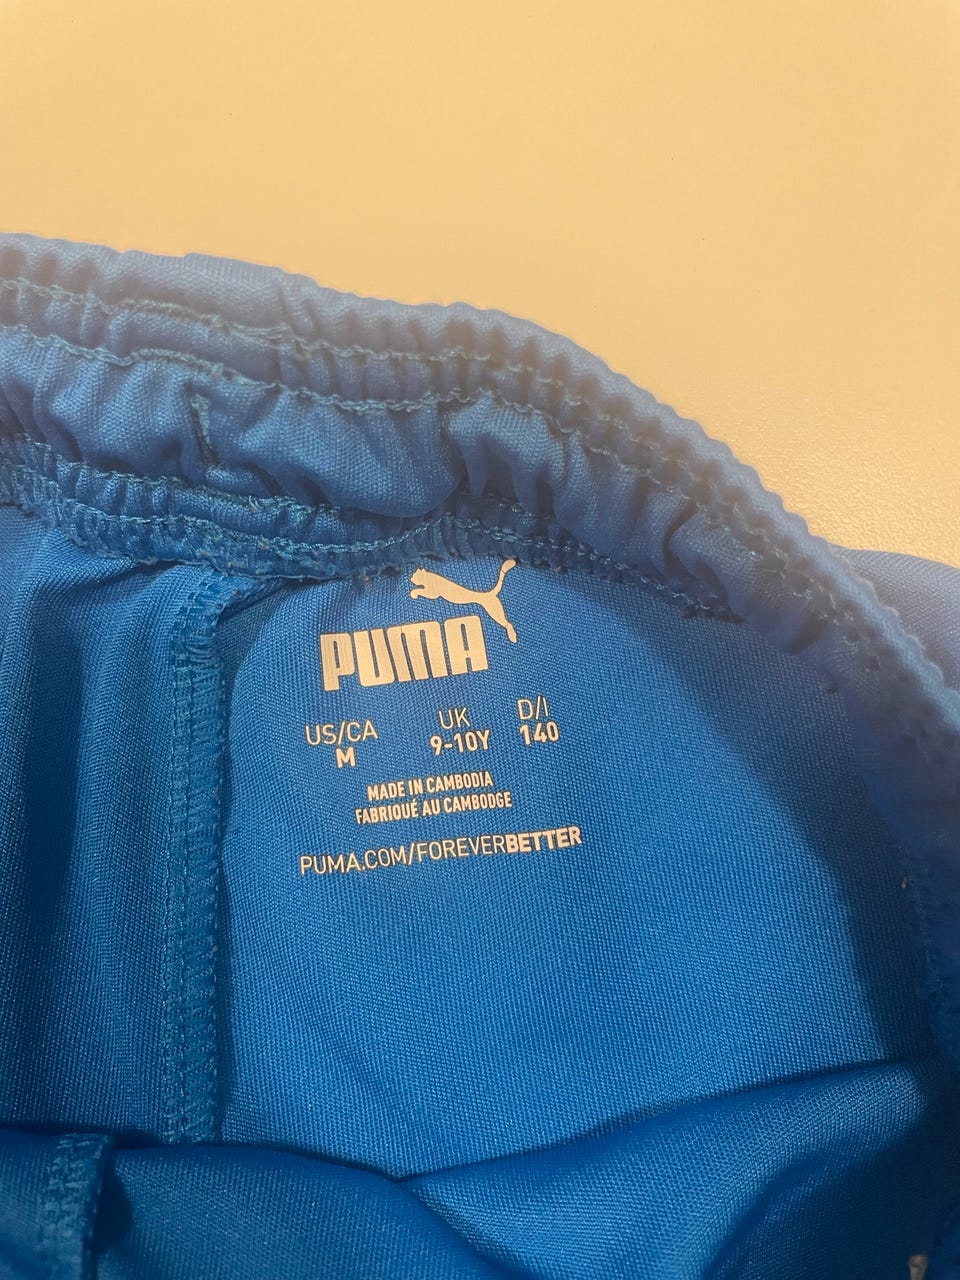 PUMA
US/CA UK D/I
M 9-10Y 140
MADE IN CAMBODIA
FABRIQUÉ AU CAMBODGE
PUMA.COM/FOREVERBETTER